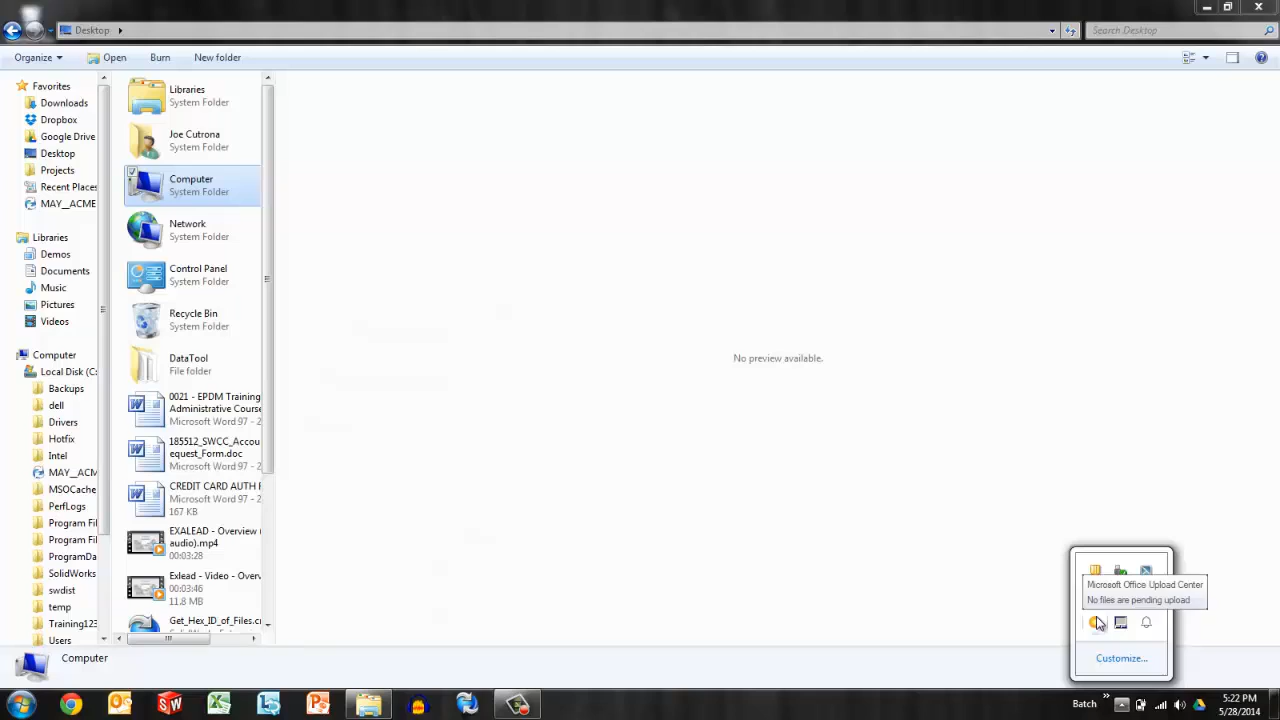 Desktop
Search Desktop
Organize
Open
Burn
New folder
Favorites
Downloads
Dropbox
Google Drive
Desktop
Projects
Recent Places
MAY__ACME
Libraries
Demos
Documents
Music
Pictures
Videos
Computer
Local Disk (C:
Backups
dell
Drivers
Hotfix
Intel
MAY__ACM
MSOCache
PerfLogs
Program Fil
Program Fil
ProgramDa
SolidWorks
swdist
temp
Training123
Users
Libraries
System Folder
Joe Cutrona
System Folder
Computer
System Folder
Network
System Folder
Control Panel
System Folder
Recycle Bin
System Folder
DataTool
File folder
0021 - EPDM Training
Administrative Course
Microsoft Word 97 - 2
185512_SWCC_Accou
equest_Form.doc
Microsoft Word 97 - 2
CREDIT CARD AUTH F
Microsoft Word 97 - 2
167 KB
EXALEAD - Overview (
audio).mp4
00:03:28
Exlead - Video - Over
00:03:46
11.8 MB
Get_Hex_ID_of_Files.c
No preview available.
Microsoft Office Upload Center
No files are pending upload
Customize...
Computer
Batch
5:22 PM
5/28/2014